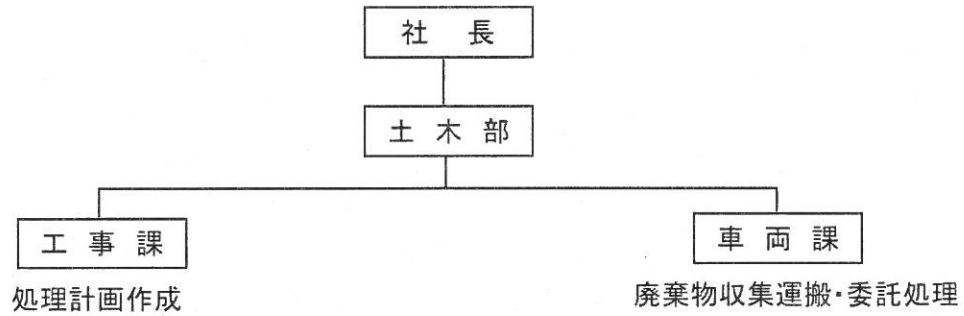 社長
土木部
工事課
車両課
処理計画作成
廃棄物収集運搬・委託処理